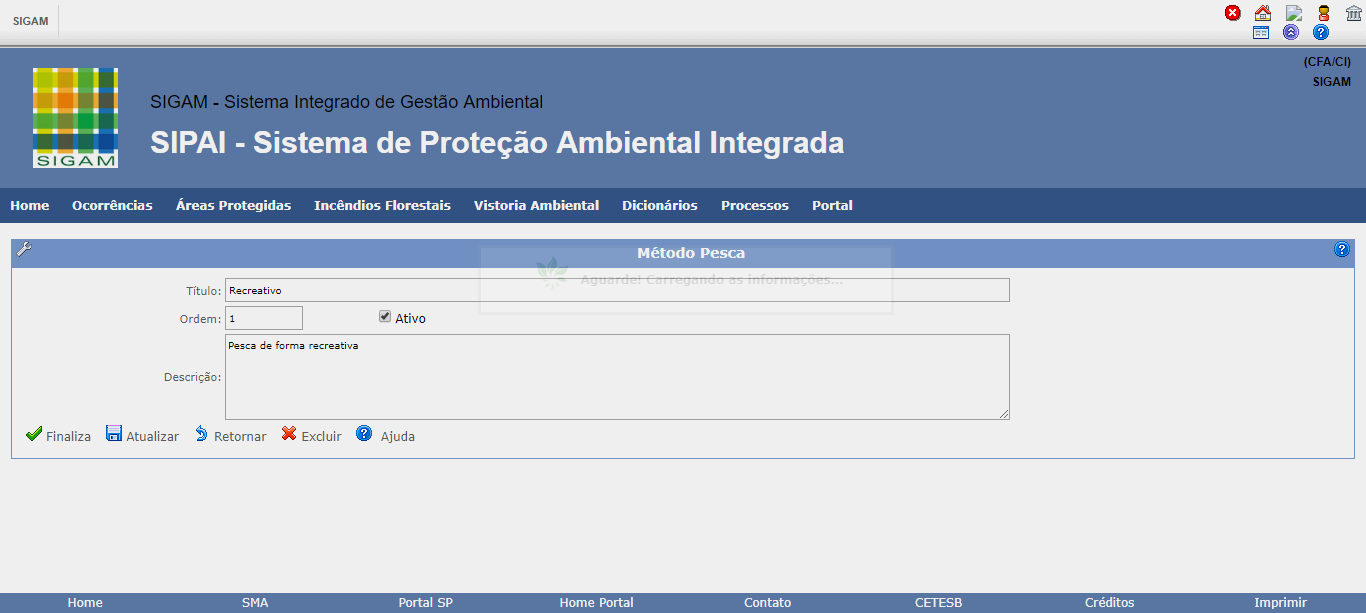 SIGAM
(CFA/CI)
SIGAM
SIGAM - Sistema Integrado de Gestão Ambiental
SIPAI - Sistema de Proteção Ambiental Integrada
SIGAM
Home Ocorrências Áreas Protegidas Incêndios Florestais Vistoria Ambiental Dicionários Processos Portal
Método Pesca
Aguarde! Carregando as informações...
Título: Recreativo
Ordem: 1 Ativo
Descrição: Pesca de forma recreativa
Finaliza Atualizar Retornar Excluir Ajuda
Home SMA Portal SP Home Portal Contato CETESB Créditos Imprimir